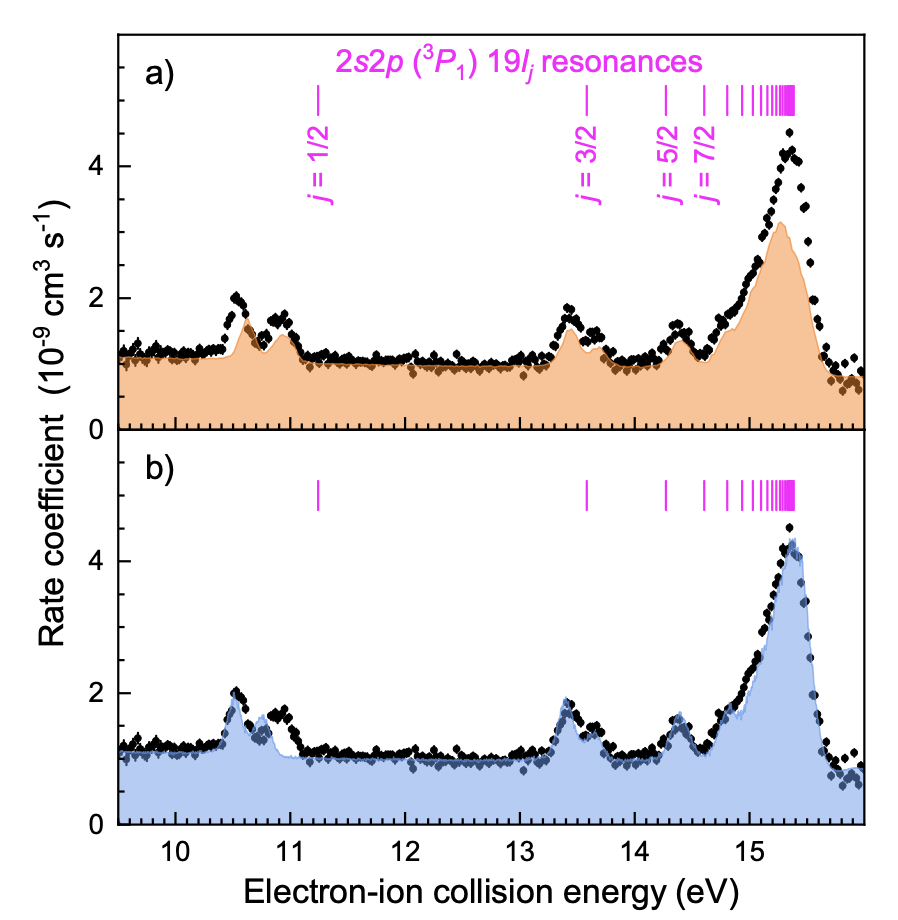 a)
2s2p (³P₁) 19lⱼ resonances
j = 1/2
j = 3/2
j = 5/2
j = 7/2
4
2
0
b)
4
2
0
Rate coefficient (10⁻⁹ cm³ s⁻¹)
10 11 12 13 14 15
Electron-ion collision energy (eV)